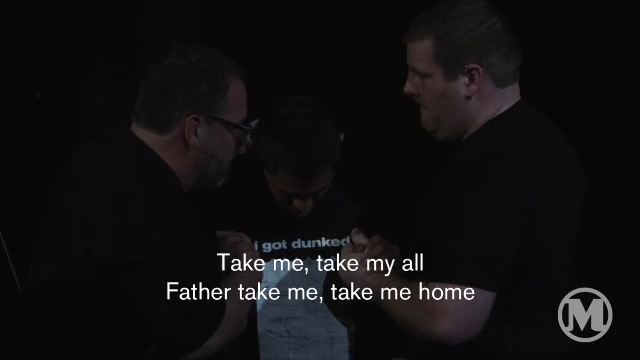 i got dunked
Take me, take my all
Father take me, take me home
M